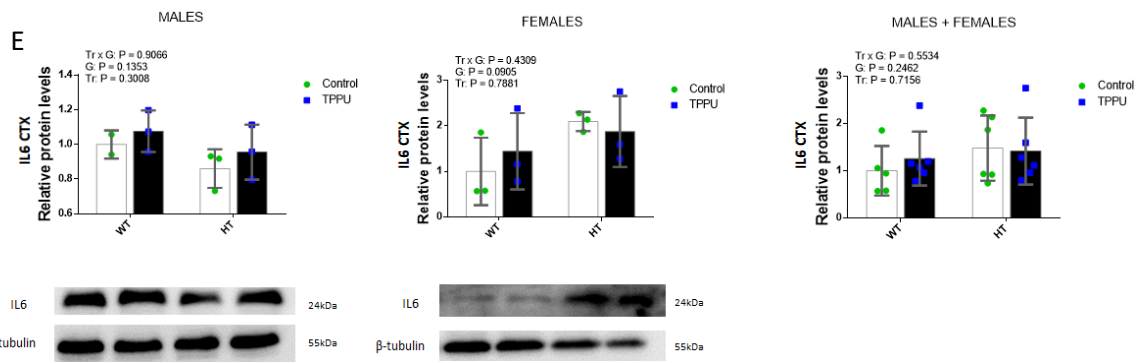 E
MALES
Tr x G: P = 0.9066
G: P = 0.1353
Tr: P = 0.3008
Control
TPPU
IL6 CTX
Relative protein levels
1.4
1.2
1.0
0.8
0.6
WT
HT
FEMALES
Tr x G: P = 0.4309
G: P = 0.0905
Tr: P = 0.7881
Control
TPPU
IL6 CTX
Relative protein levels
3
2
1
0
WT
HT
MALES + FEMALES
Tr x G: P = 0.5534
G: P = 0.2462
Tr: P = 0.7156
Control
TPPU
IL6 CTX
Relative protein levels
3
2
1
0
WT
HT
IL6
24kDa
tubulin
55kDa
IL6
24kDa
β-tubulin
55kDa